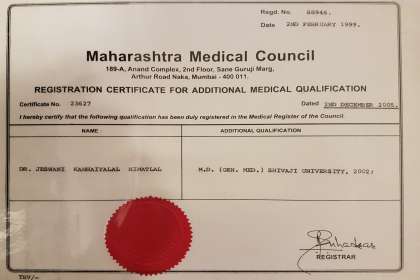 Regd. No. 88946.
Date 2ND FEBRUARY 1999.
Maharashtra Medical Council
189-A, Anand Complex, 2nd Floor, Sane Guruji Marg,
Arthur Road Naka, Mumbai - 400 011.
REGISTRATION CERTIFICATE FOR ADDITIONAL MEDICAL QUALIFICATION
Certificate No. 23627 Dated 2ND DECEMBER 2005.
I hereby certify that the following qualification has been duly registered in the Medical Register of the Council.
NAME ADDITIONAL QUALIFICATION
DR. JESWANI KANHAIYALAL HIMATLAL M.D. (GEN. MED.) SHIVAJI UNIVERSITY, 2002;
REGISTRAR